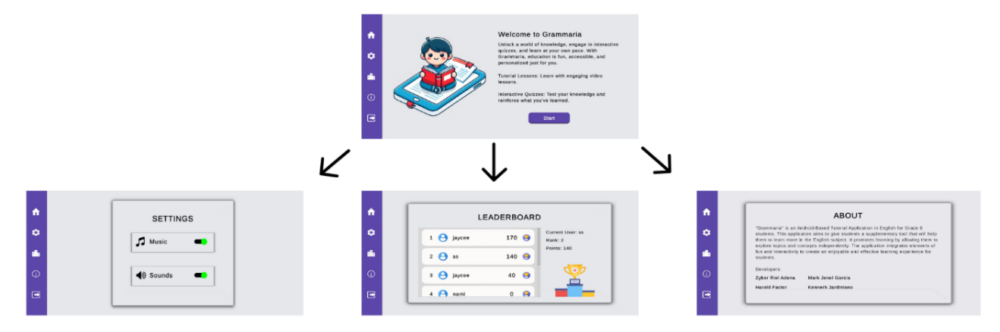 Welcome to Grammaria
Unlock a world of knowledge, engage in interactive
quizzes, and learn at your own pace. With
Grammaria, education is fun, accessible, and
personalized just for you.
Tutorial Lessons: Learn with engaging video
lessons.
Interactive Quizzes: Test your knowledge and
reinforce what you've learned.
Start
SETTINGS
Music
Sounds
LEADERBOARD
1 jaycee 170
2 ss 140
3 jaycee 40
4 nami 0
Current User: ss
Rank: 2
Points: 140
ABOUT
"Grammaria" is an Android-Based Tutorial Application in English for Grade 6
students. This application aims to give students a supplementary tool that will help
them to learn more in the English subject. It promotes learning by allowing them to
explore topics and concepts independently. The application integrates elements of
fun and interactivity to create an enjoyable and effective learning experience for
students.
Developers:
Zyber Riel Adona Mark Jonel Garcia
Harold Factor Kenneth Jardiniano